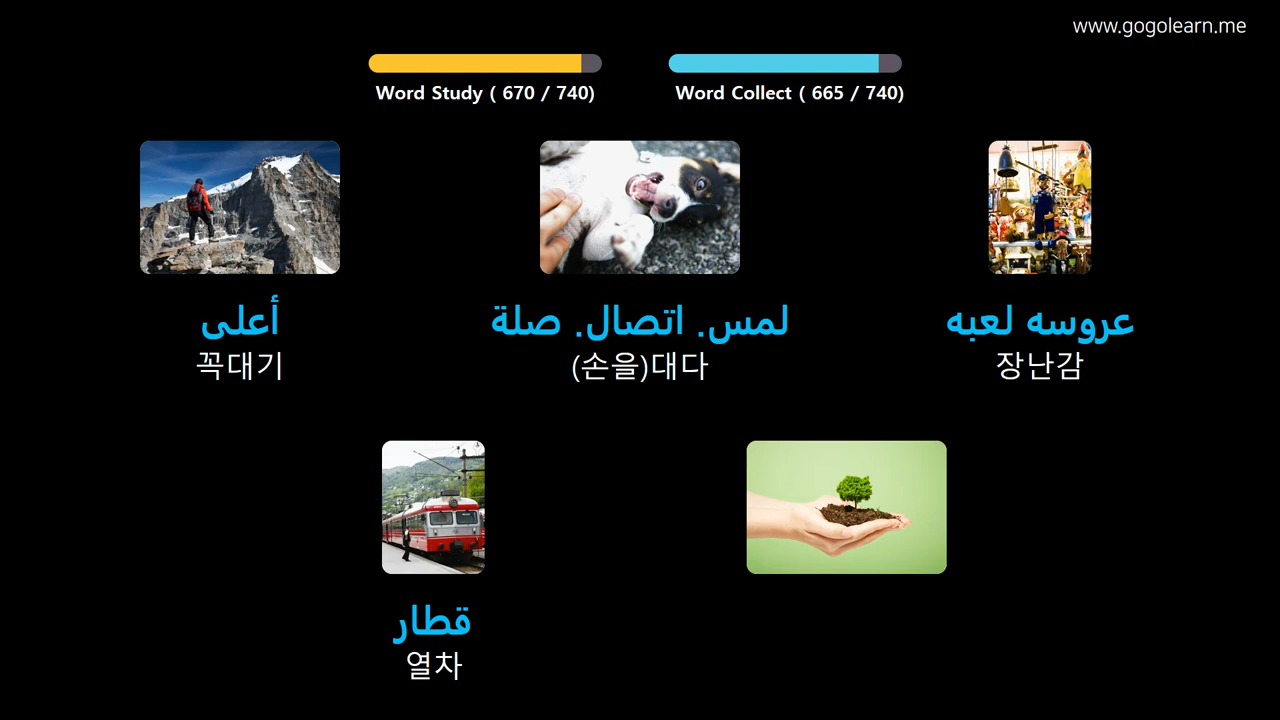 www.gogolearn.me
Word Study ( 670 / 740)
Word Collect ( 665 / 740)
أعلى
꼭대기
لمس. اتصال. صلة
(손을)대다
عروسه لعبه
장난감
قطار
열차